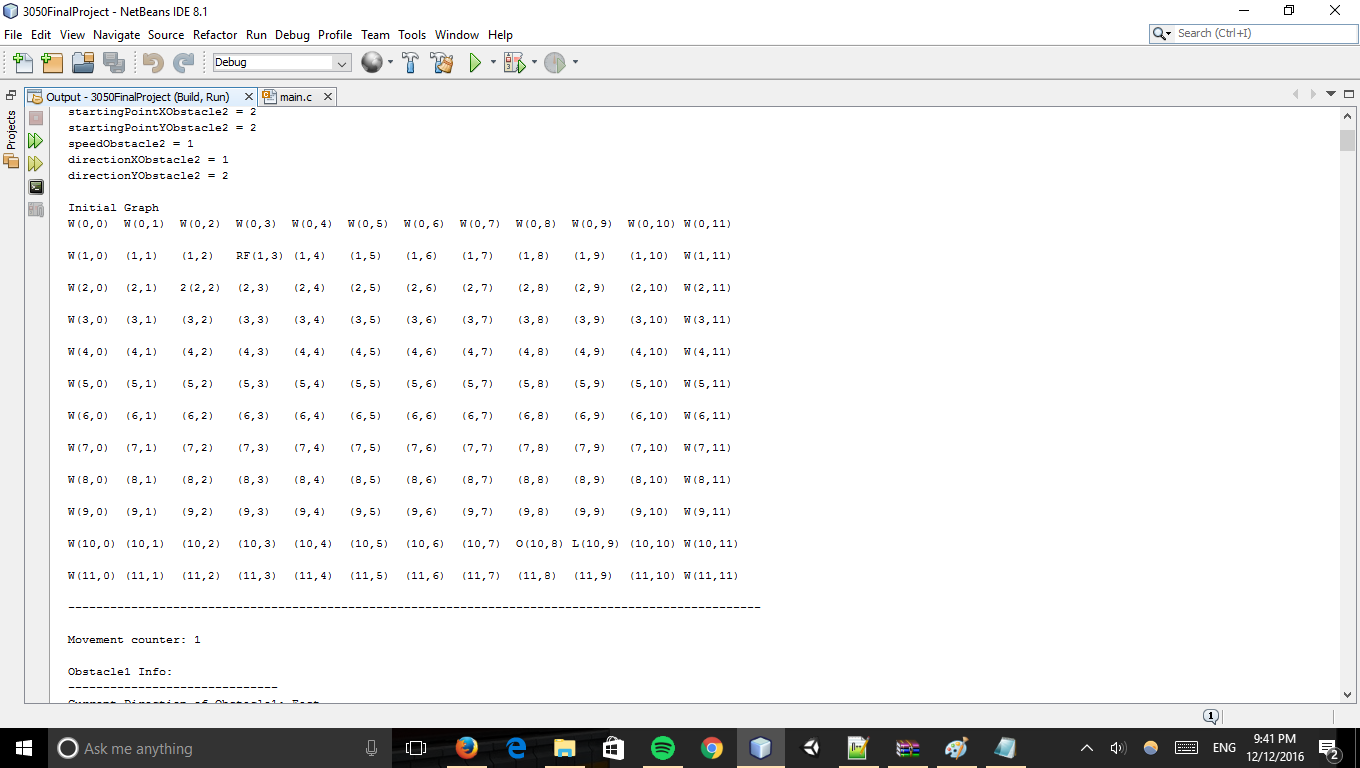 3050FinalProject - NetBeans IDE 8.1
File Edit View Navigate Source Refactor Run Debug Profile Team Tools Window Help
Search (Ctrl+I)
Debug
Output - 3050FinalProject (Build, Run) main.c
Projects
startingPointXObstacle2 = 2
startingPointYObstacle2 = 2
speedObstacle2 = 1
directionXObstacle2 = 1
directionYObstacle2 = 2
Initial Graph
W(0,0) W(0,1) W(0,2) W(0,3) W(0,4) W(0,5) W(0,6) W(0,7) W(0,8) W(0,9) W(0,10) W(0,11)
W(1,0) (1,1) (1,2) RF(1,3) (1,4) (1,5) (1,6) (1,7) (1,8) (1,9) (1,10) W(1,11)
W(2,0) (2,1) 2(2,2) (2,3) (2,4) (2,5) (2,6) (2,7) (2,8) (2,9) (2,10) W(2,11)
W(3,0) (3,1) (3,2) (3,3) (3,4) (3,5) (3,6) (3,7) (3,8) (3,9) (3,10) W(3,11)
W(4,0) (4,1) (4,2) (4,3) (4,4) (4,5) (4,6) (4,7) (4,8) (4,9) (4,10) W(4,11)
W(5,0) (5,1) (5,2) (5,3) (5,4) (5,5) (5,6) (5,7) (5,8) (5,9) (5,10) W(5,11)
W(6,0) (6,1) (6,2) (6,3) (6,4) (6,5) (6,6) (6,7) (6,8) (6,9) (6,10) W(6,11)
W(7,0) (7,1) (7,2) (7,3) (7,4) (7,5) (7,6) (7,7) (7,8) (7,9) (7,10) W(7,11)
W(8,0) (8,1) (8,2) (8,3) (8,4) (8,5) (8,6) (8,7) (8,8) (8,9) (8,10) W(8,11)
W(9,0) (9,1) (9,2) (9,3) (9,4) (9,5) (9,6) (9,7) (9,8) (9,9) (9,10) W(9,11)
W(10,0) (10,1) (10,2) (10,3) (10,4) (10,5) (10,6) (10,7) O(10,8) L(10,9) (10,10) W(10,11)
W(11,0) (11,1) (11,2) (11,3) (11,4) (11,5) (11,6) (11,7) (11,8) (11,9) (11,10) W(11,11)
---------------------------------------------------------------------------------------------------
Movement counter: 1
Obstacle1 Info:
------------------------------
Current Direction of Obstacle1: East
1
Ask me anything
ENG
9:41 PM
12/12/2016
2